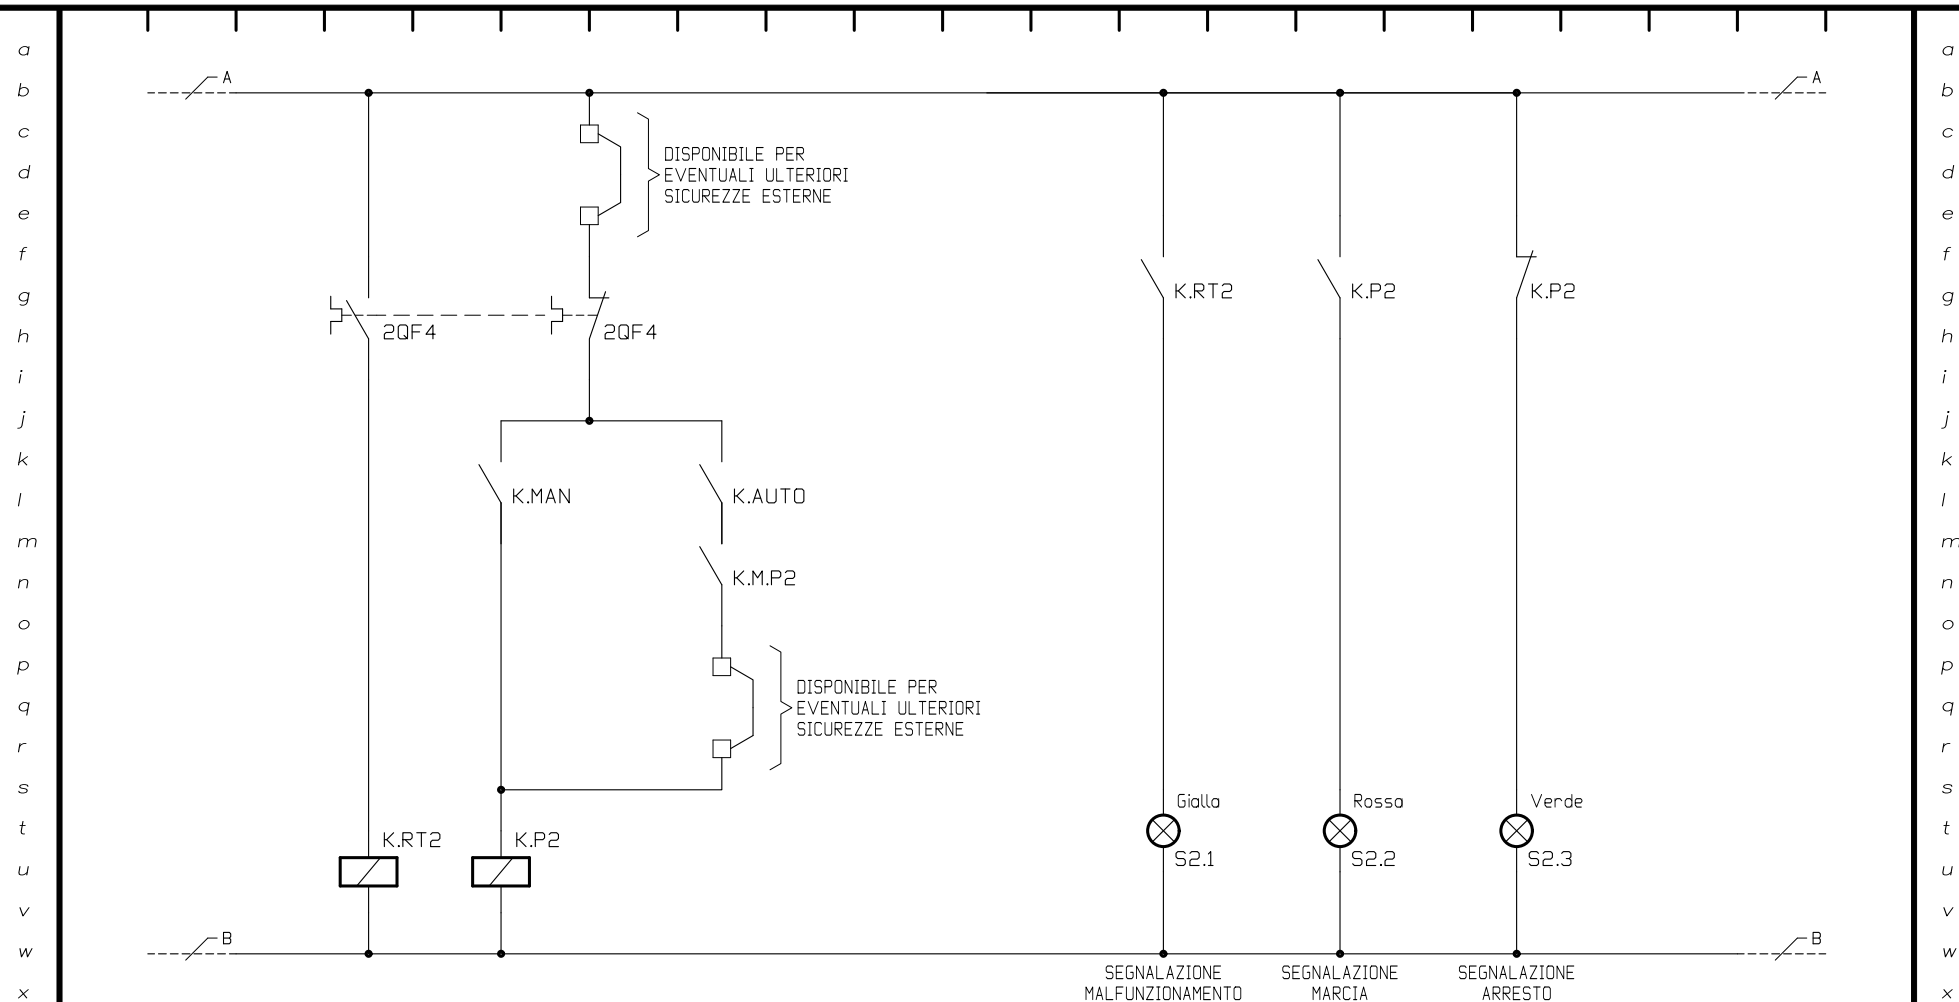 a a
A A
b b
c c
DISPONIBILE PER
d EVENTUALI ULTERIORI d
SICUREZZE ESTERNE
e e
f f
K.RT2 K.P2 K.P2
g g
2QF4 2QF4
h h
i i
j j
k k
K.MAN K.AUTO
l l
m m
K.M.P2
n n
o o
p p
DISPONIBILE PER
q EVENTUALI ULTERIORI q
SICUREZZE ESTERNE
r r
s s
Gialla Rossa Verde
t t
K.RT2 K.P2
S2.1 S2.2 S2.3
u u
v v
B B
w w
SEGNALAZIONE SEGNALAZIONE SEGNALAZIONE
x MALFUNZIONAMENTO MARCIA ARRESTO x